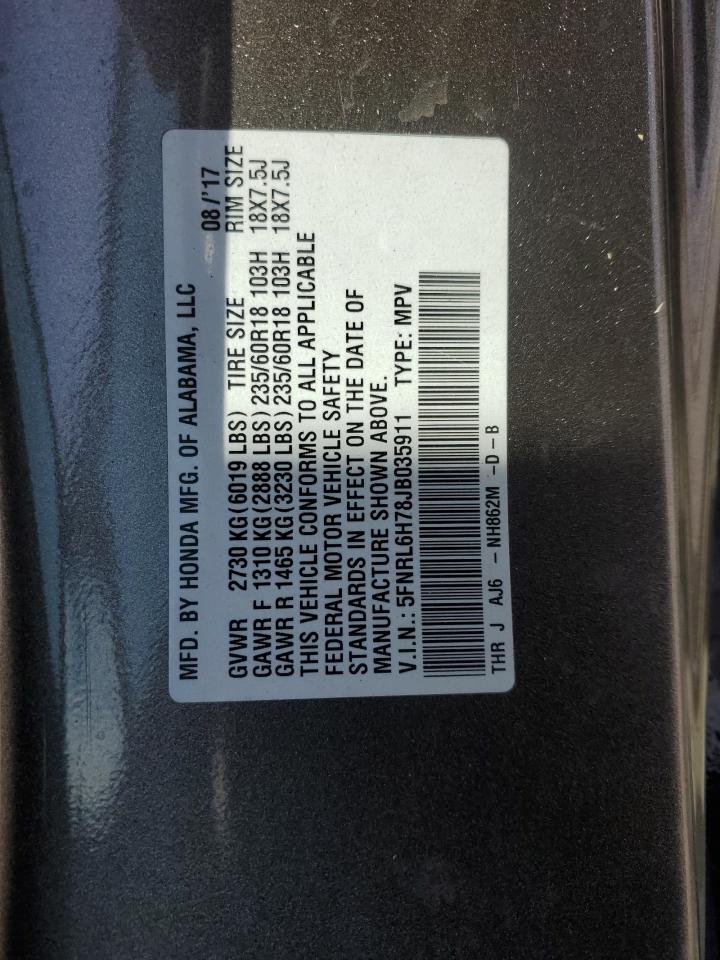 MFD. BY HONDA MFG. OF ALABAMA, LLC 08/'17
GVWR 2730 KG(6019 LBS) TIRE SIZE RIM SIZE
GAWR F 1310 KG(2888 LBS) 235/60R18 103H 18X7.5J
GAWR R 1465 KG(3230 LBS) 235/60R18 103H 18X7.5J
THIS VEHICLE CONFORMS TO ALL APPLICABLE
FEDERAL MOTOR VEHICLE SAFETY
STANDARDS IN EFFECT ON THE DATE OF
MANUFACTURE SHOWN ABOVE.
V.I.N.: 5FNRL6H78JB035911 TYPE: MPV
THR J AJ6 - NH862M -D -B